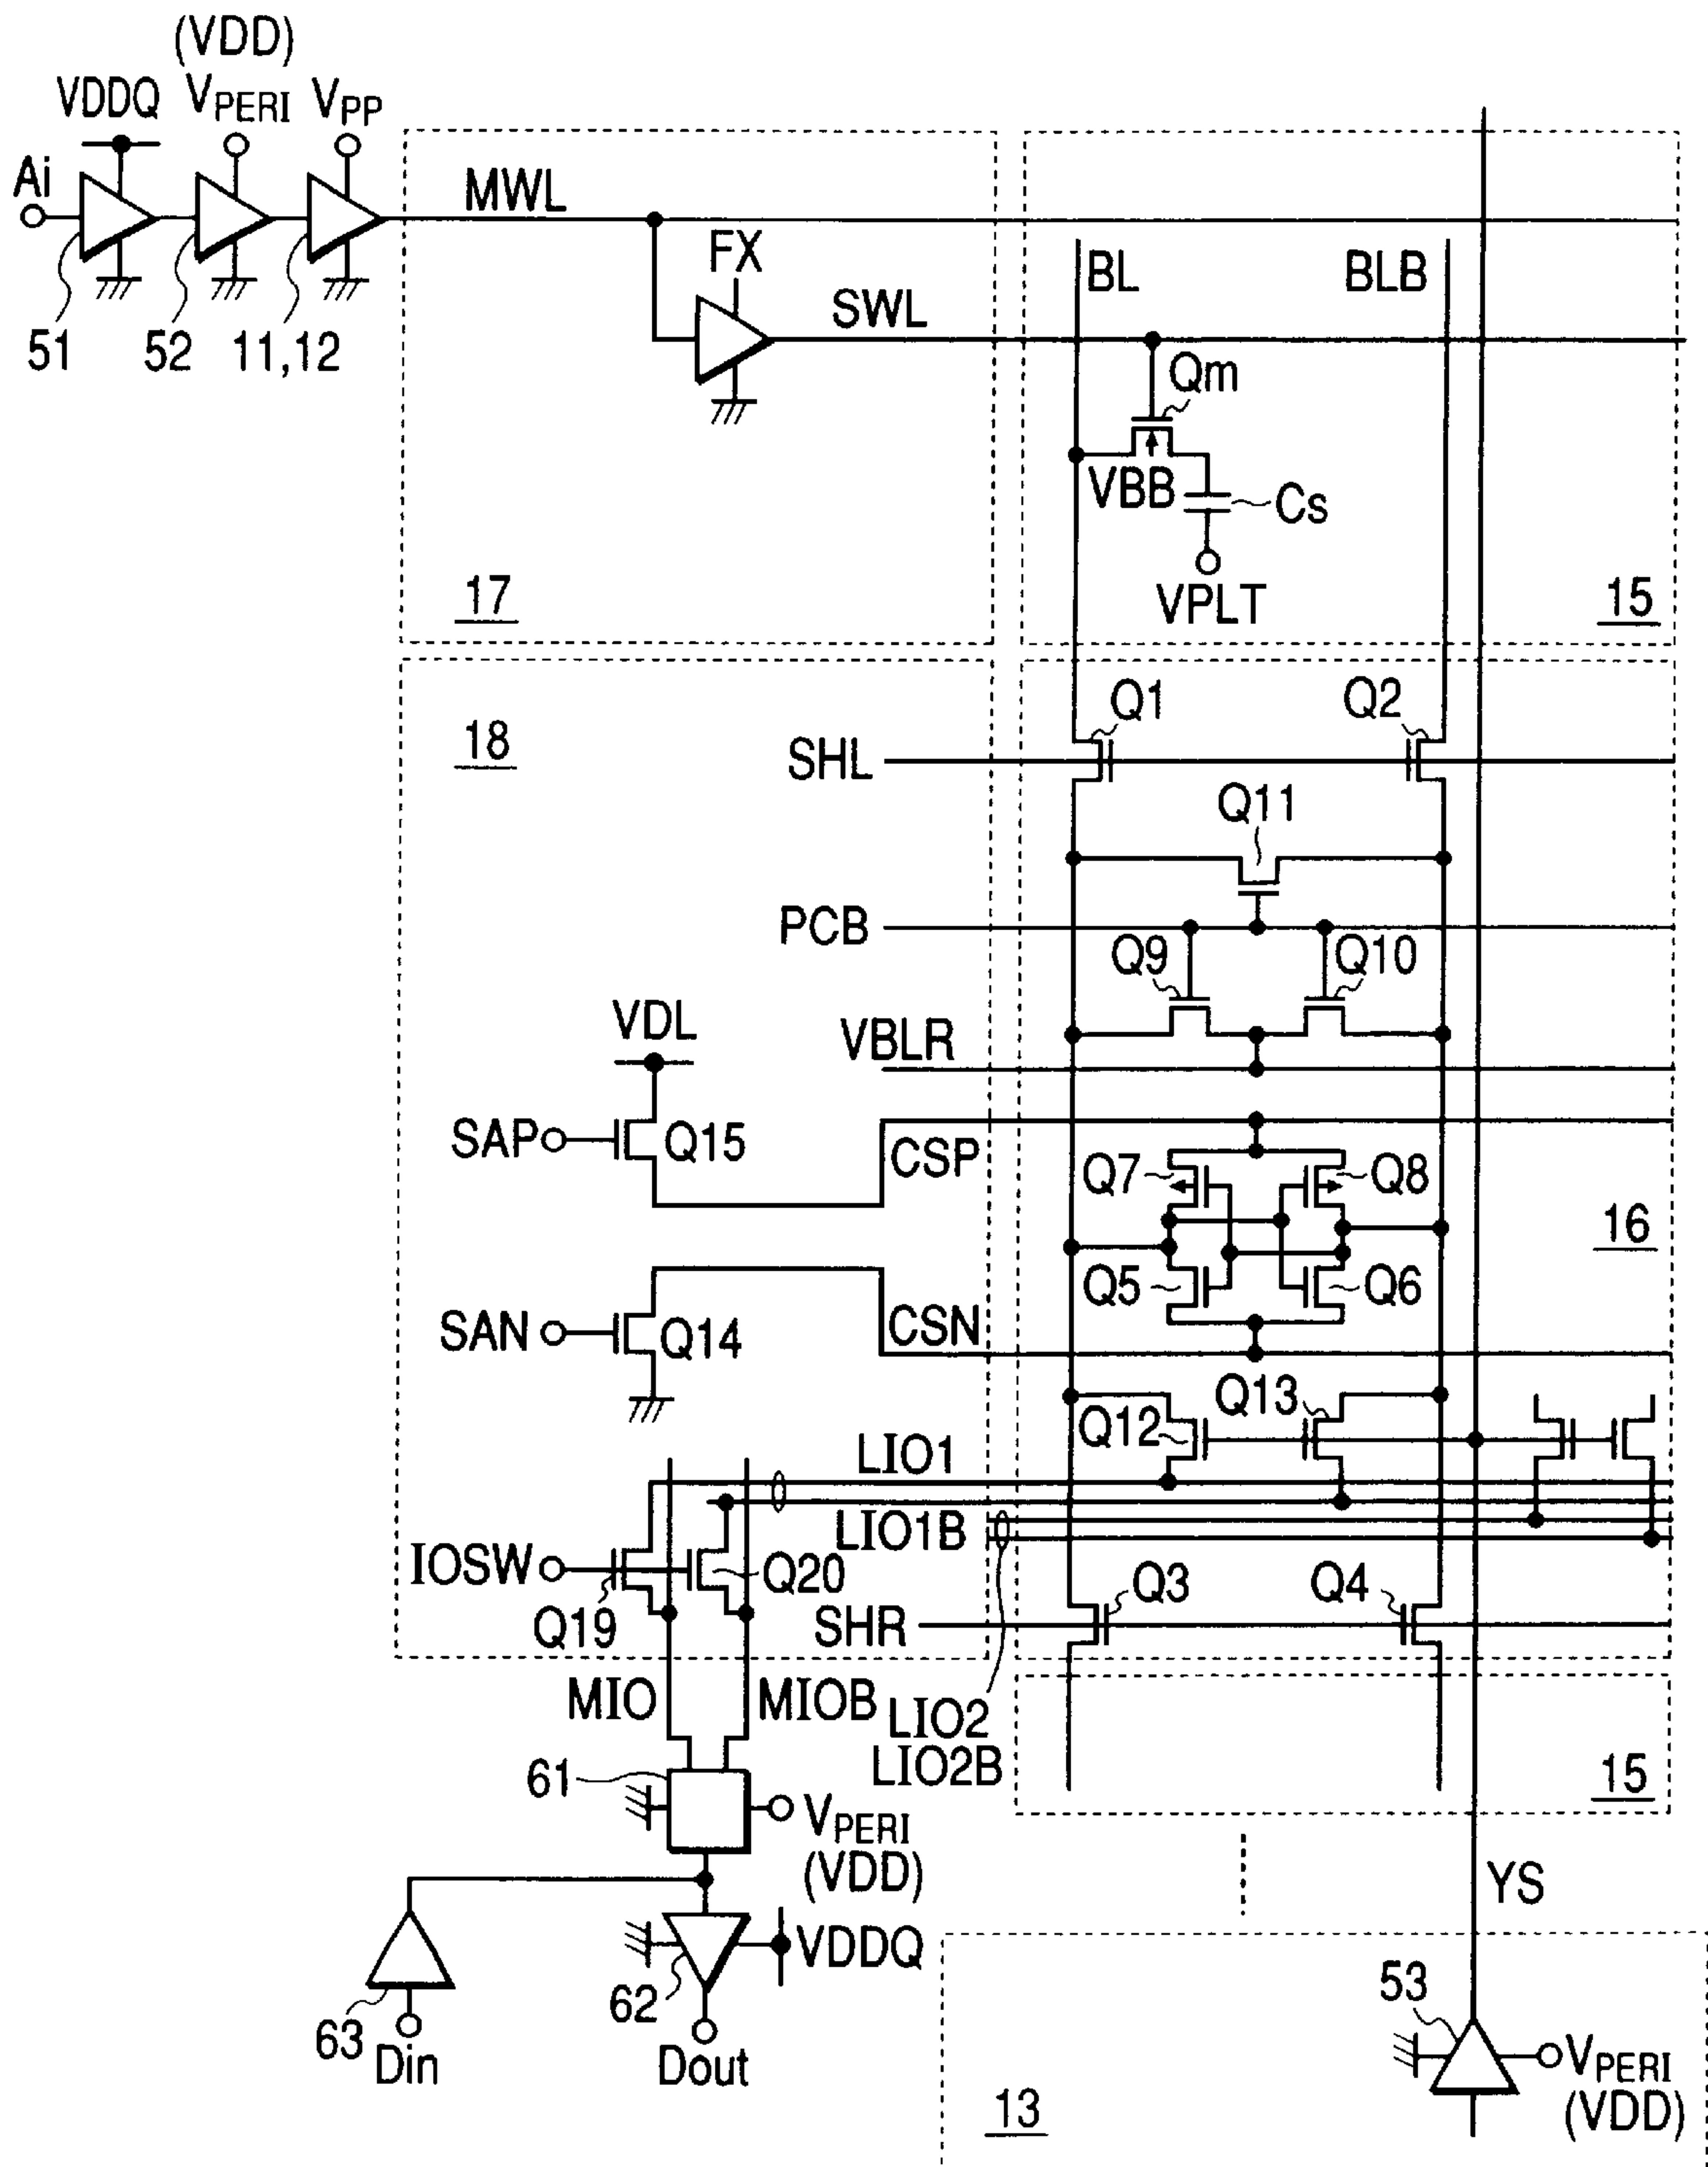 (VDD)
VDDQ VPERI VPP
Ai
MWL
FX
BL
BLB
SWL
51
52
11,12
Qm
VBB
Cs
VPLT
17
15
Q1
Q2
18
SHL
Q11
PCB
Q9
Q10
VDL
VBLR
SAP
Q15
CSP
Q7
Q8
16
Q5
Q6
SAN
Q14
CSN
Q13
Q12
LIO1
LIO1B
IOSW
Q20
Q3
Q4
Q19
SHR
MIO
MIOB
LIO2
LIO2B
61
15
VPERI
(VDD)
YS
VDDQ
53
62
63
Din
Dout
VPERI
(VDD)
13